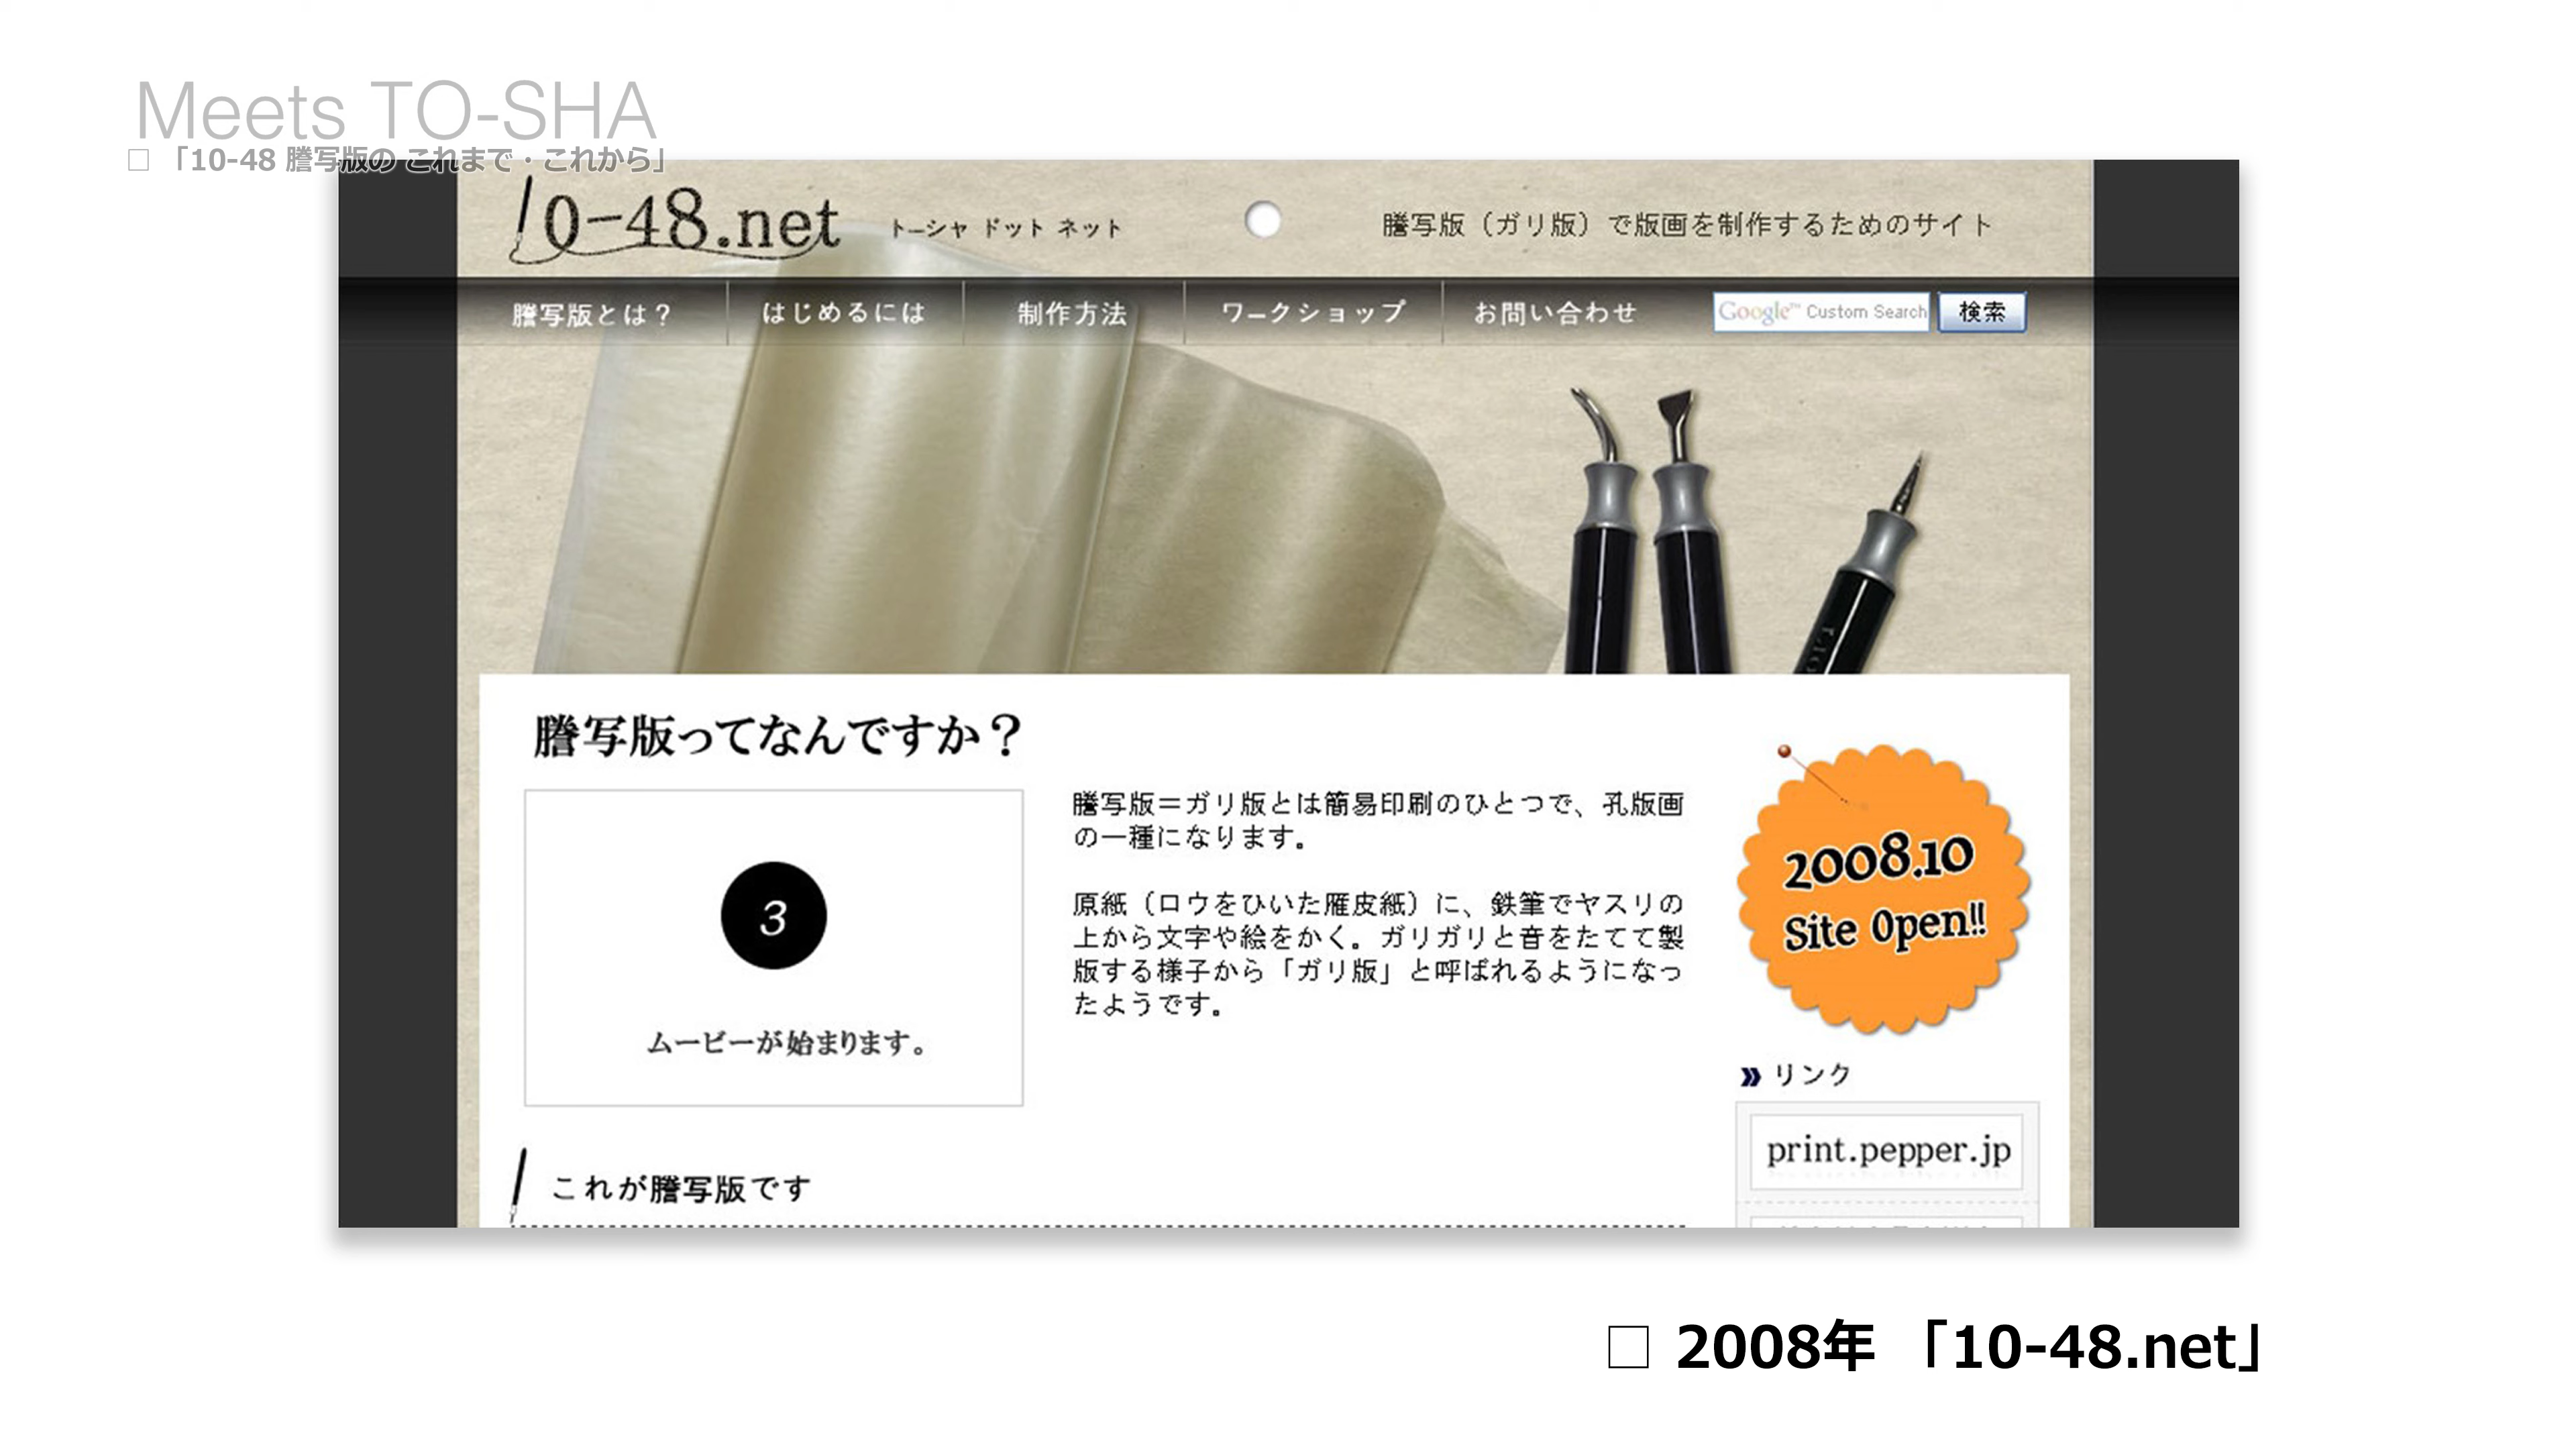 Meets TO-SHA
□ 「10-48 謄写版の これまで・これから」
10-48.net トーシャ ドット ネット
謄写版（ガリ版）で版画を制作するためのサイト
謄写版とは？ はじめるには 制作方法 ワークショップ お問い合わせ Google™ Custom Search 検索
謄写版ってなんですか？
3
ムービーが始まります。
謄写版＝ガリ版とは簡易印刷のひとつで、孔版画
の一種になります。
原紙（ロウをひいた雁皮紙）に、鉄筆でヤスリの
上から文字や絵をかく。ガリガリと音をたてて製
版する様子から「ガリ版」と呼ばれるようになっ
たようです。
2008.10
Site Open!!
» リンク
print.pepper.jp
これが謄写版です
□ 2008年 「10-48.net」